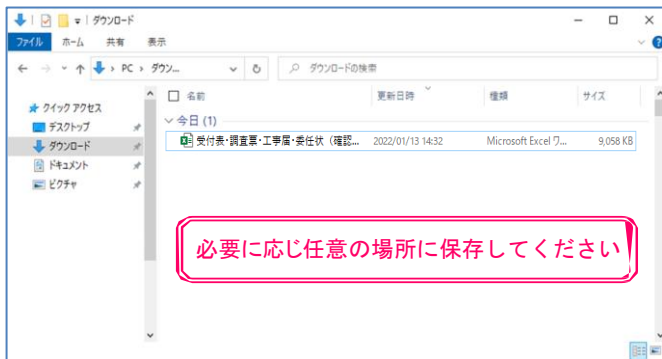 ダウンロード
ファイル ホーム 共有 表示
PC › ダウン... ダウンロードの検索
名前 更新日時 種類 サイズ
クイック アクセス
今日 (1)
デスクトップ
受付表・調査票・工事届・委任状（確認... 2022/01/13 14:32 Microsoft Excel ワ... 9,058 KB
ダウンロード
ドキュメント
ピクチャ
必要に応じ任意の場所に保存してください